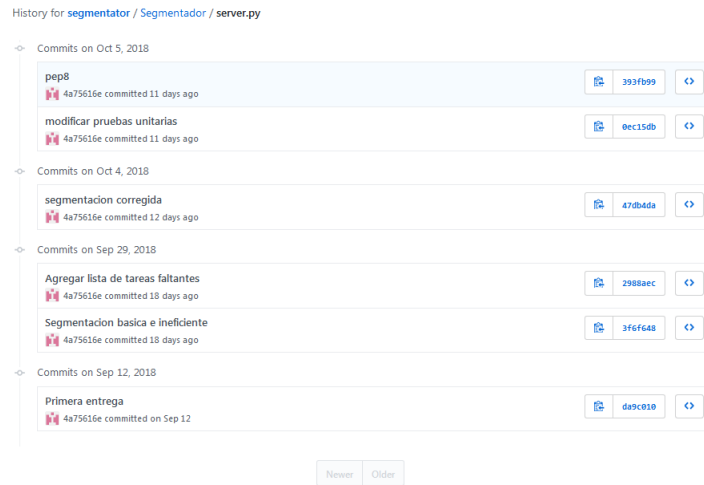 History for segmentator / Segmentador / server.py
Commits on Oct 5, 2018
pep8
4a75616e committed 11 days ago
393fb99
modificar pruebas unitarias
4a75616e committed 11 days ago
0ec15db
Commits on Oct 4, 2018
segmentacion corregida
4a75616e committed 12 days ago
47db4da
Commits on Sep 29, 2018
Agregar lista de tareas faltantes
4a75616e committed 18 days ago
2988aec
Segmentacion basica e ineficiente
4a75616e committed 18 days ago
3f6f648
Commits on Sep 12, 2018
Primera entrega
4a75616e committed on Sep 12
da9c010
Newer Older